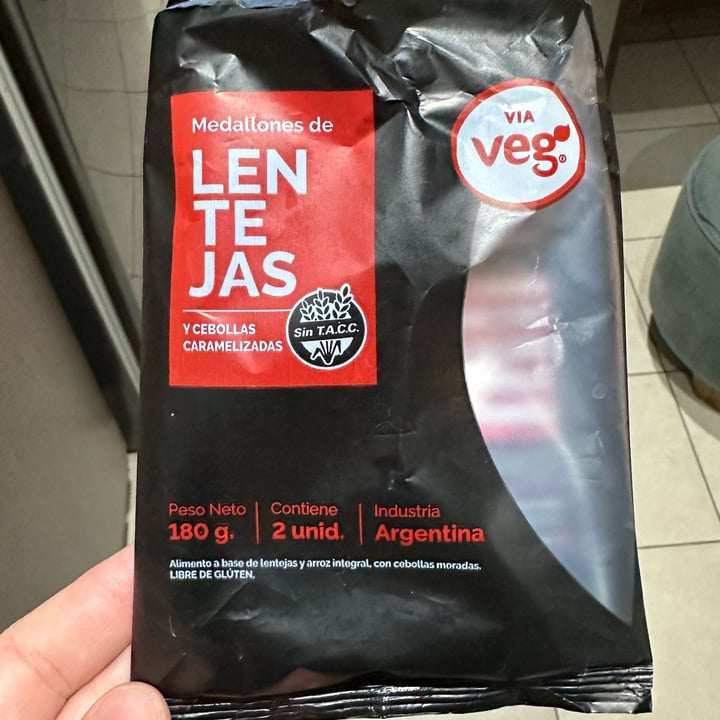 Medallones de
LEN
TE
JAS
Y CEBOLLAS
CARAMELIZADAS
Sin T.A.C.C.
VIA
veg®
Peso Neto
180 g.
Contiene
2 unid.
Industria
Argentina
Alimento a base de lentejas y arroz integral, con cebollas moradas.
LIBRE DE GLÚTEN.